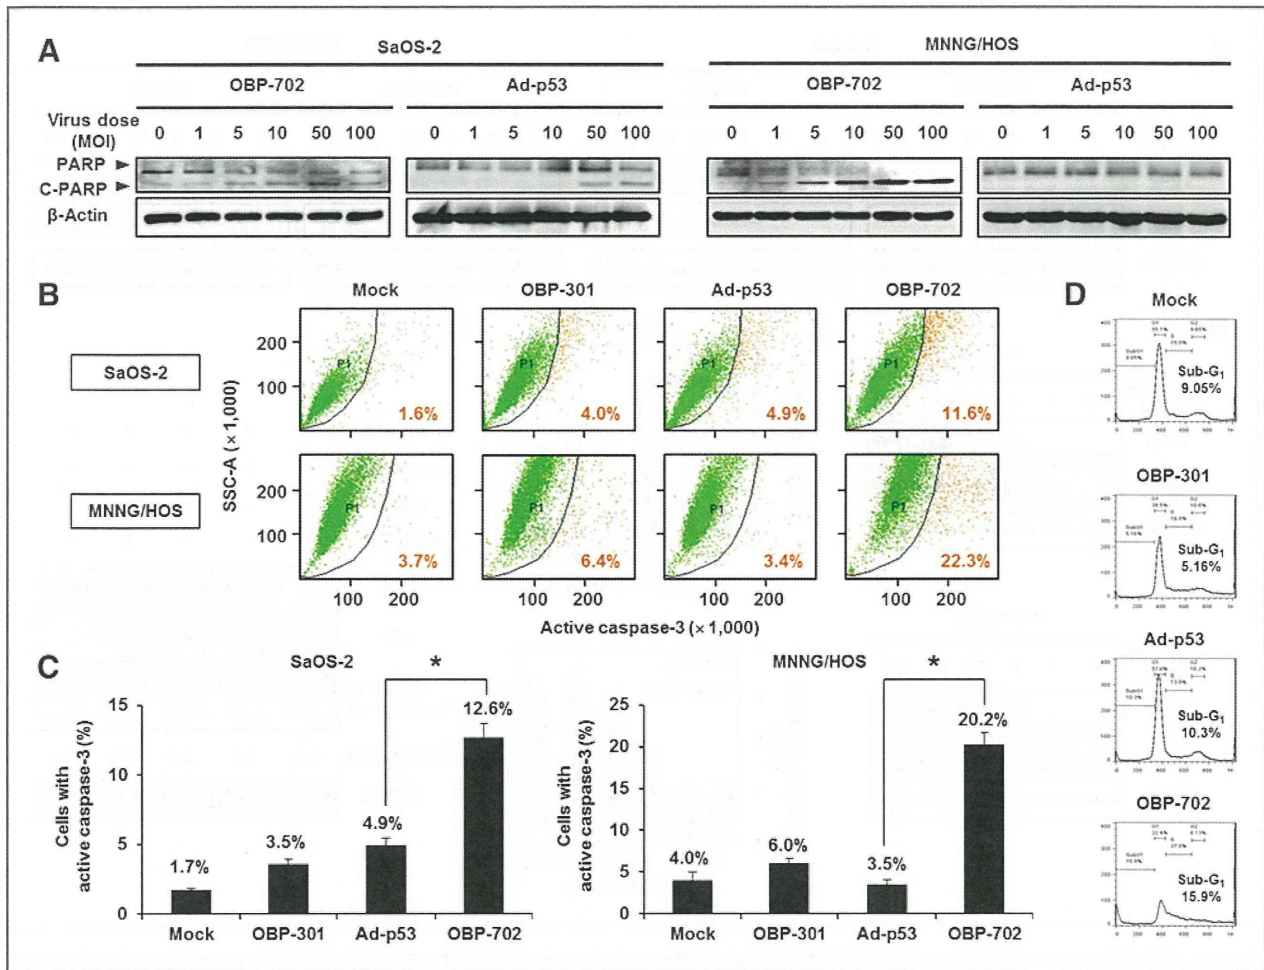 A
SaOS-2
MNNG/HOS
OBP-702
Ad-p53
OBP-702
Ad-p53
Virus dose (MOI)
0 1 5 10 50 100
0 1 5 10 50 100
0 1 5 10 50 100
0 1 5 10 50 100
PARP
C-PARP
β-Actin
B
Mock
OBP-301
Ad-p53
OBP-702
D
SaOS-2
MNNG/HOS
SSC-A (× 1,000)
200
100
P1
1.6%
P1
4.0%
P1
4.9%
P1
11.6%
200
100
P1
3.7%
P1
6.4%
P1
3.4%
P1
22.3%
100 200
100 200
100 200
100 200
Active caspase-3 (× 1,000)
Mock
Sub-G1
9.05%
OBP-301
Sub-G1
5.16%
Ad-p53
Sub-G1
10.3%
OBP-702
Sub-G1
15.9%
C
SaOS-2
*
Cells with
active caspase-3 (%)
15
10
5
0
1.7%
3.5%
4.9%
12.6%
Mock OBP-301 Ad-p53 OBP-702
MNNG/HOS
*
Cells with
active caspase-3 (%)
25
20
15
10
5
0
4.0%
6.0%
3.5%
20.2%
Mock OBP-301 Ad-p53 OBP-702